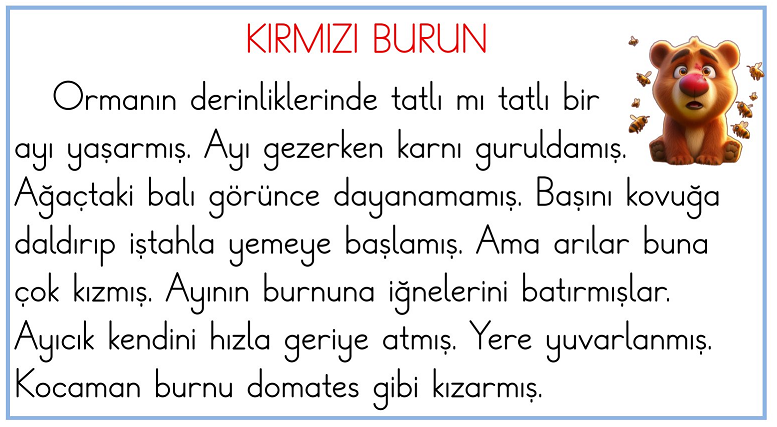 KIRMIZI BURUN
Ormanın derinliklerinde tatlı mı tatlı bir
ayı yaşarmış. Ayı gezerken karnı guruldamış.
Ağaçtaki balı görünce dayanamamış. Başını kovuğa
daldırıp iştahla yemeye başlamış. Ama arılar buna
çok kızmış. Ayının burnuna iğnelerini batırmışlar.
Ayıcık kendini hızla geriye atmış. Yere yuvarlanmış.
Kocaman burnu domates gibi kızarmış.